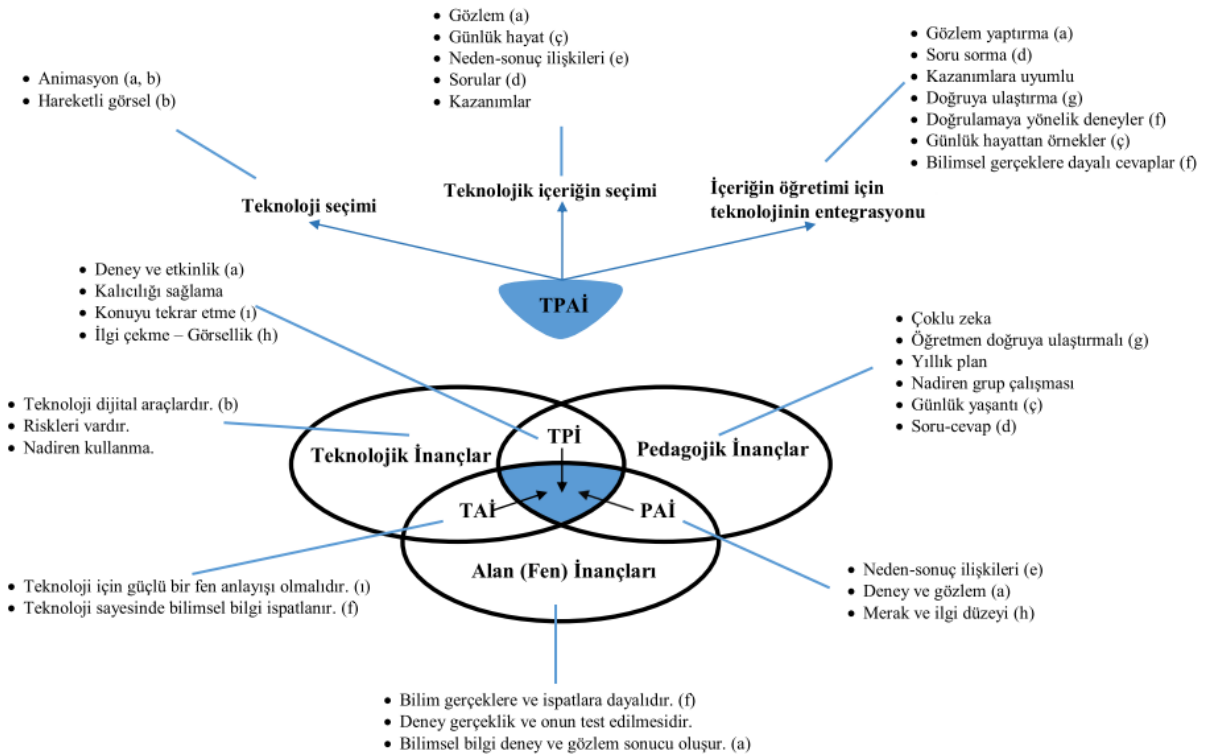 • Gözlem (a)
• Günlük hayat (ç)
• Neden-sonuç ilişkileri (e)
• Sorular (d)
• Kazanımlar
• Gözlem yaptırma (a)
• Soru sorma (d)
• Kazanımlara uyumlu
• Doğruya ulaştırma (g)
• Doğrulamaya yönelik deneyler (f)
• Günlük hayattan örnekler (ç)
• Bilimsel gerçeklere dayalı cevaplar (f)
• Animasyon (a, b)
• Hareketli görsel (b)
Teknoloji seçimi
Teknolojik içeriğin seçimi
İçeriğin öğretimi için
teknolojinin entegrasyonu
• Deney ve etkinlik (a)
• Kalıcılığı sağlama
• Konuyu tekrar etme (ı)
• İlgi çekme – Görsellik (h)
TPAİ
• Çoklu zeka
• Öğretmen doğruya ulaştırmalı (g)
• Yıllık plan
• Nadiren grup çalışması
• Günlük yaşantı (ç)
• Soru-cevap (d)
• Teknoloji dijital araçlardır. (b)
• Riskleri vardır.
• Nadiren kullanma.
Teknolojik İnançlar
TPİ
Pedagojik İnançlar
TAİ
PAİ
Alan (Fen) İnançları
• Teknoloji için güçlü bir fen anlayışı olmalıdır. (ı)
• Teknoloji sayesinde bilimsel bilgi ispatlanır. (f)
• Neden-sonuç ilişkileri (e)
• Deney ve gözlem (a)
• Merak ve ilgi düzeyi (h)
• Bilim gerçeklere ve ispatlara dayalıdır. (f)
• Deney gerçeklik ve onun test edilmesidir.
• Bilimsel bilgi deney ve gözlem sonucu oluşur. (a)